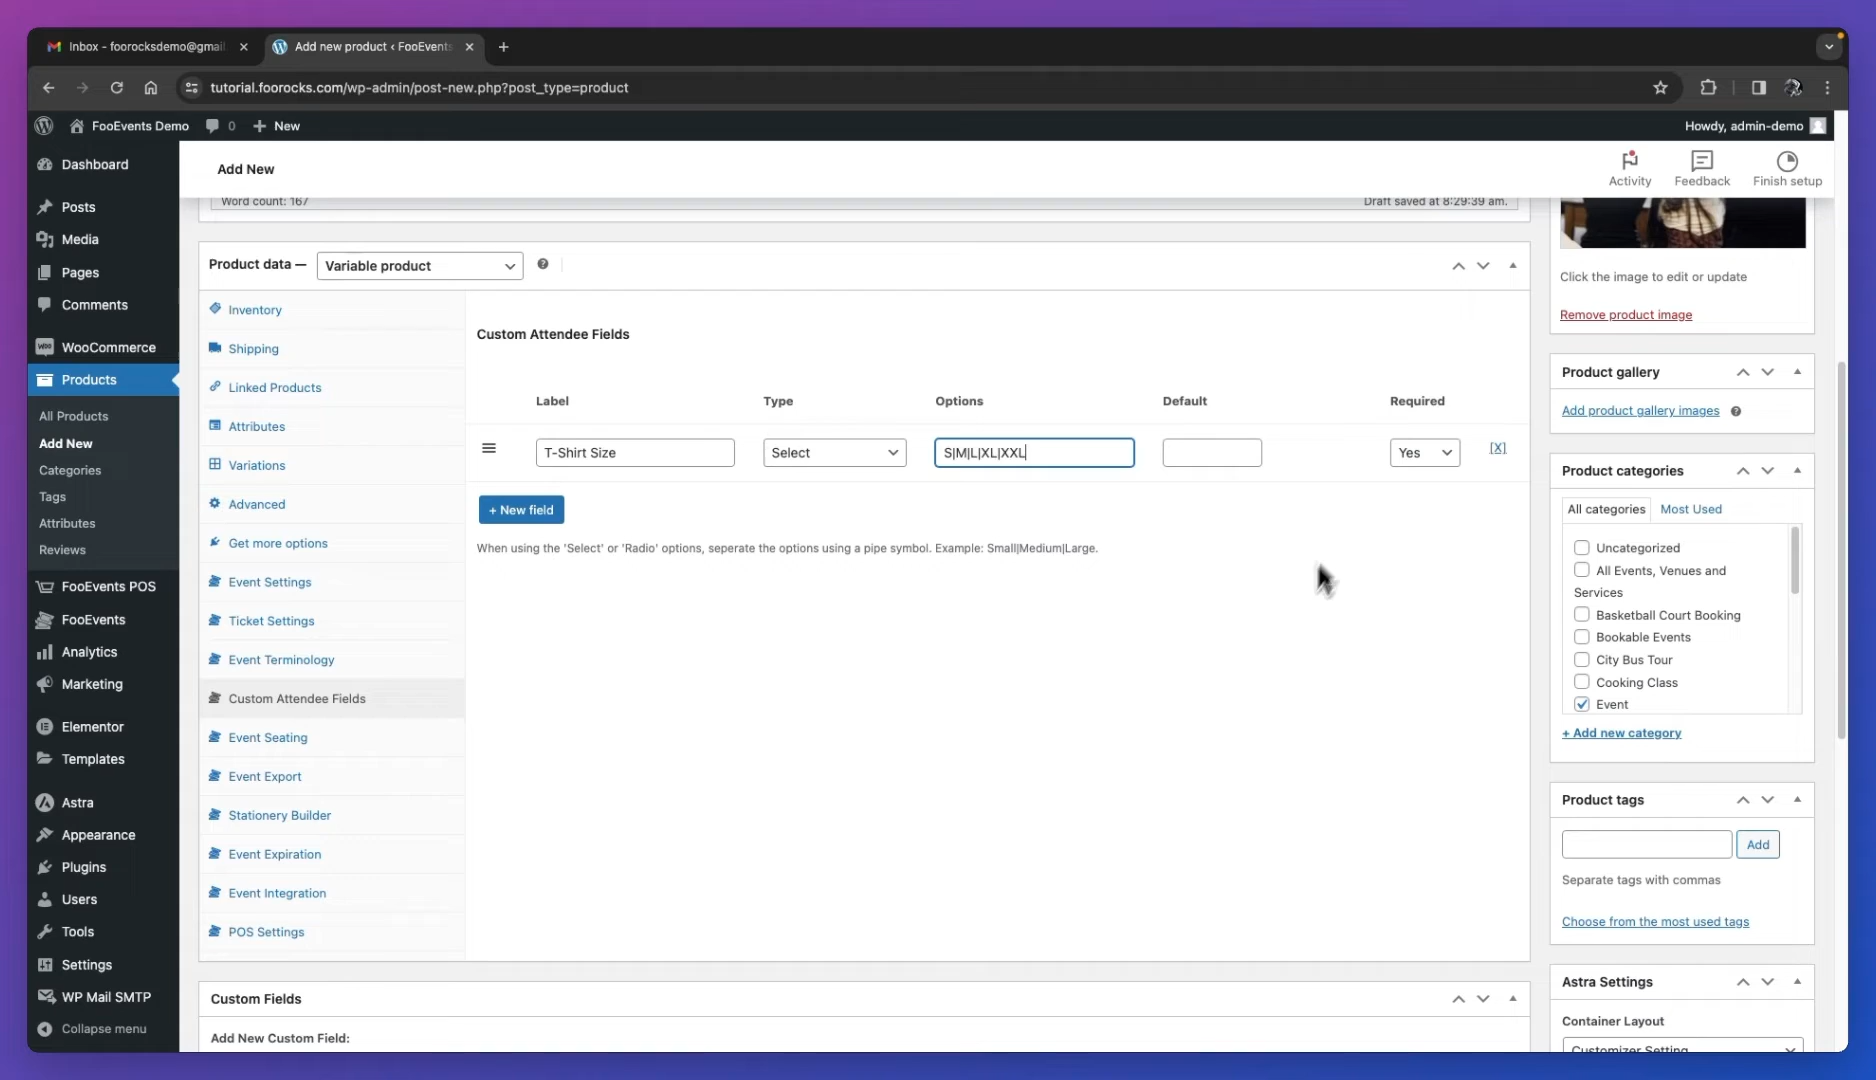 Inbox - foorocksdemo@gmail
Add new product ‹ FooEvents
tutorial.foorocks.com/wp-admin/post-new.php?post_type=product
FooEvents Demo 0 + New
Howdy, admin-demo
Dashboard
Posts
Media
Pages
Comments
WooCommerce
Products
All Products
Add New
Categories
Tags
Attributes
Reviews
FooEvents POS
FooEvents
Analytics
Marketing
Elementor
Templates
Astra
Appearance
Plugins
Users
Tools
Settings
WP Mail SMTP
Collapse menu
Add New
Activity
Feedback
Finish setup
Word count: 167
Draft saved at 8:29:39 am.
Product data — Variable product
Inventory
Shipping
Linked Products
Attributes
Variations
Advanced
Get more options
Event Settings
Ticket Settings
Event Terminology
Custom Attendee Fields
Event Seating
Event Export
Stationery Builder
Event Expiration
Event Integration
POS Settings
Custom Attendee Fields
Label Type Options Default Required
T-Shirt Size Select S|M|L|XL|XXL Yes [X]
+ New field
When using the 'Select' or 'Radio' options, seperate the options using a pipe symbol. Example: Small|Medium|Large.
Custom Fields
Add New Custom Field:
Click the image to edit or update
Remove product image
Product gallery
Add product gallery images
Product categories
All categories Most Used
Uncategorized
All Events, Venues and
Services
Basketball Court Booking
Bookable Events
City Bus Tour
Cooking Class
Event
+ Add new category
Product tags
Add
Separate tags with commas
Choose from the most used tags
Astra Settings
Container Layout
Customizer Setting